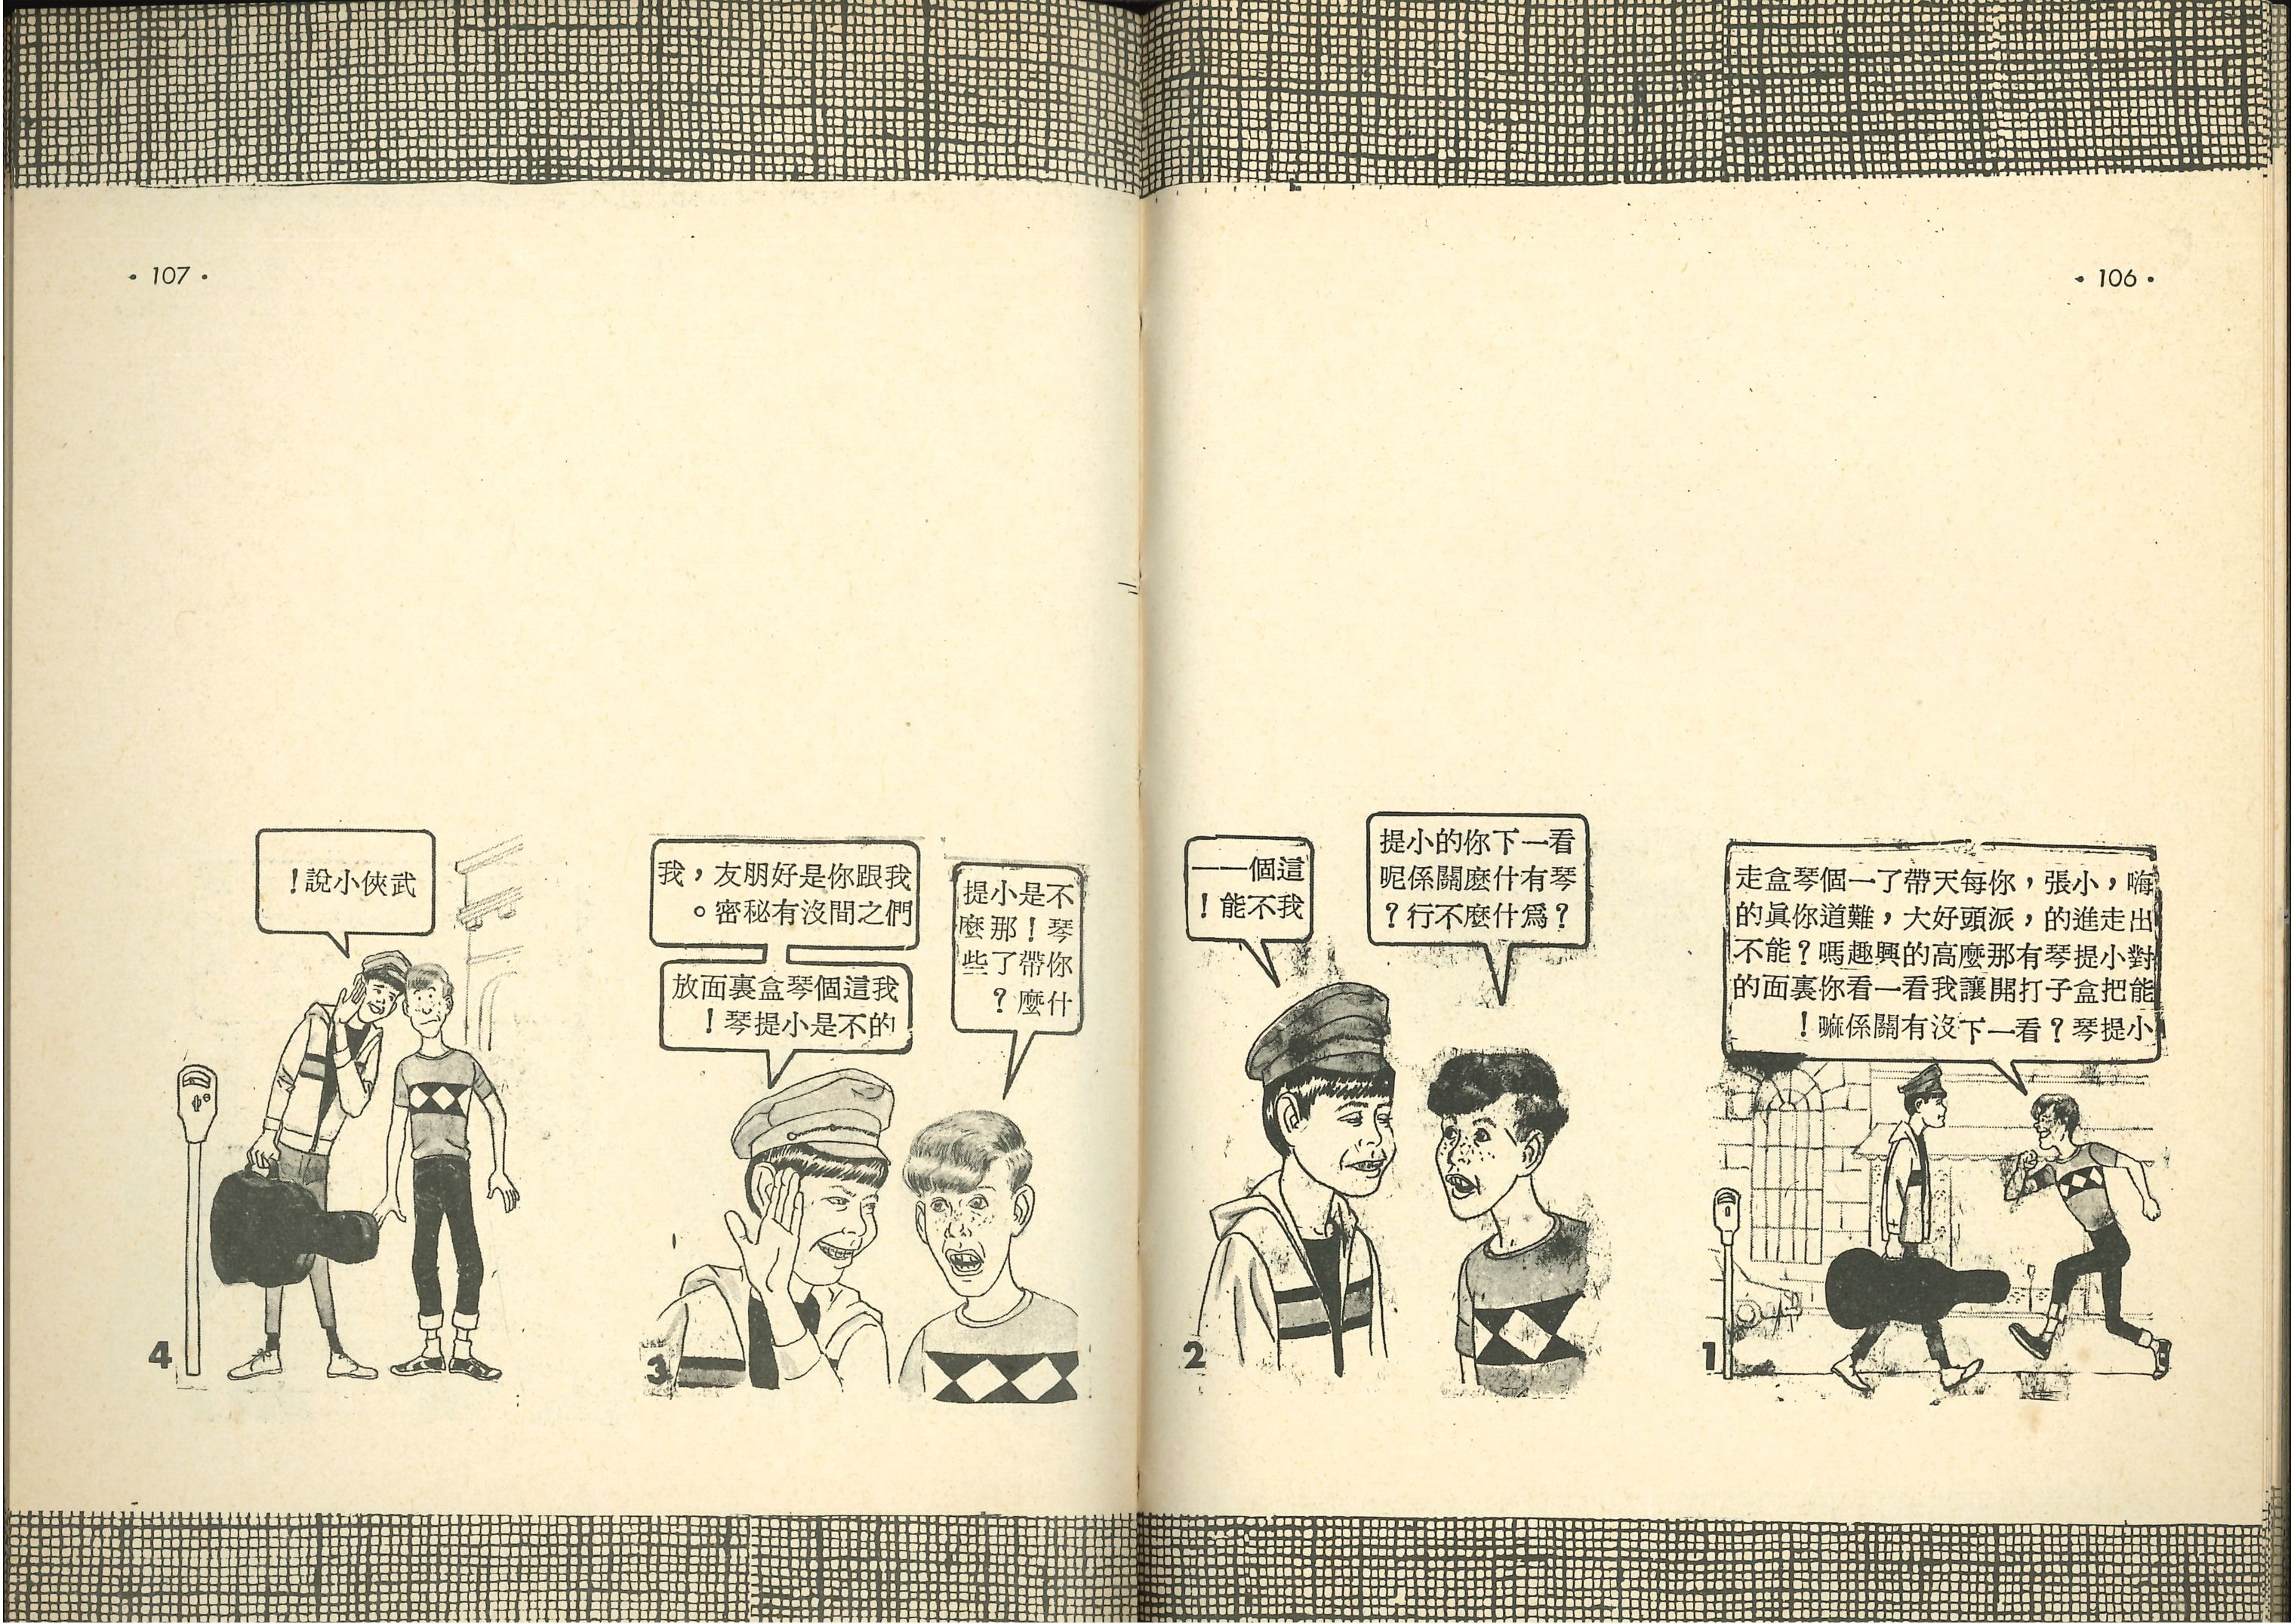 · 106 ·
嗨，小張，你每天帶了一個琴盒走
出走進的，派頭好大，難道你眞的
對小提琴有那麼高的興趣嗎？能不
能把盒子打開讓我看一看你裏面的
小提琴？看一下沒有關係嘛！
1
看一下你的小提
琴有什麼關係呢
？爲什麼不行？
這個——
我不能！
2
· 107 ·
不是小提
琴！那麼
你帶了些
什麼？
我跟你是好朋友，我
們之間沒有秘密。
我這個琴盒裏面放
的不是小提琴！
3
武俠小說！
4